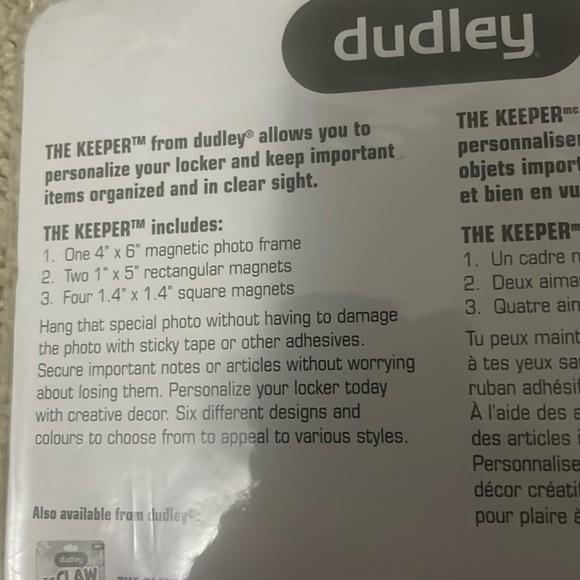 dudley
THE KEEPER™ from dudley® allows you to
personalize your locker and keep important
items organized and in clear sight.
THE KEEPER™ includes:
1. One 4" x 6" magnetic photo frame
2. Two 1" x 5" rectangular magnets
3. Four 1.4" x 1.4" square magnets
Hang that special photo without having to damage
the photo with sticky tape or other adhesives.
Secure important notes or articles without worrying
about losing them. Personalize your locker today
with creative decor. Six different designs and
colours to choose from to appeal to various styles.
Also available from dudley®:
dudley
CLAW
THE KEEPERmc
personnalise
objets import
et bien en vu
THE KEEPERm
1. Un cadre
2. Deux aima
3. Quatre ain
Tu peux maint
à tes yeux sa
ruban adhésif
À l'aide des
des articles
Personnalise
décor créati
pour plaire à